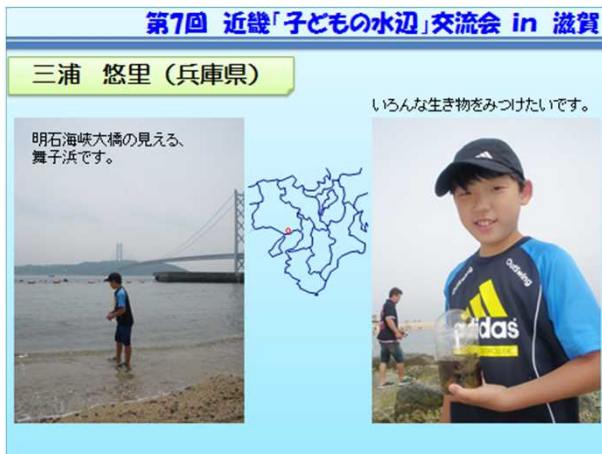 第7回 近畿「子どもの水辺」交流会 in 滋賀
三浦 悠里（兵庫県）
いろんな生き物をみつけたいです。
明石海峡大橋の見える、
舞子浜です。
Outswing
adidas